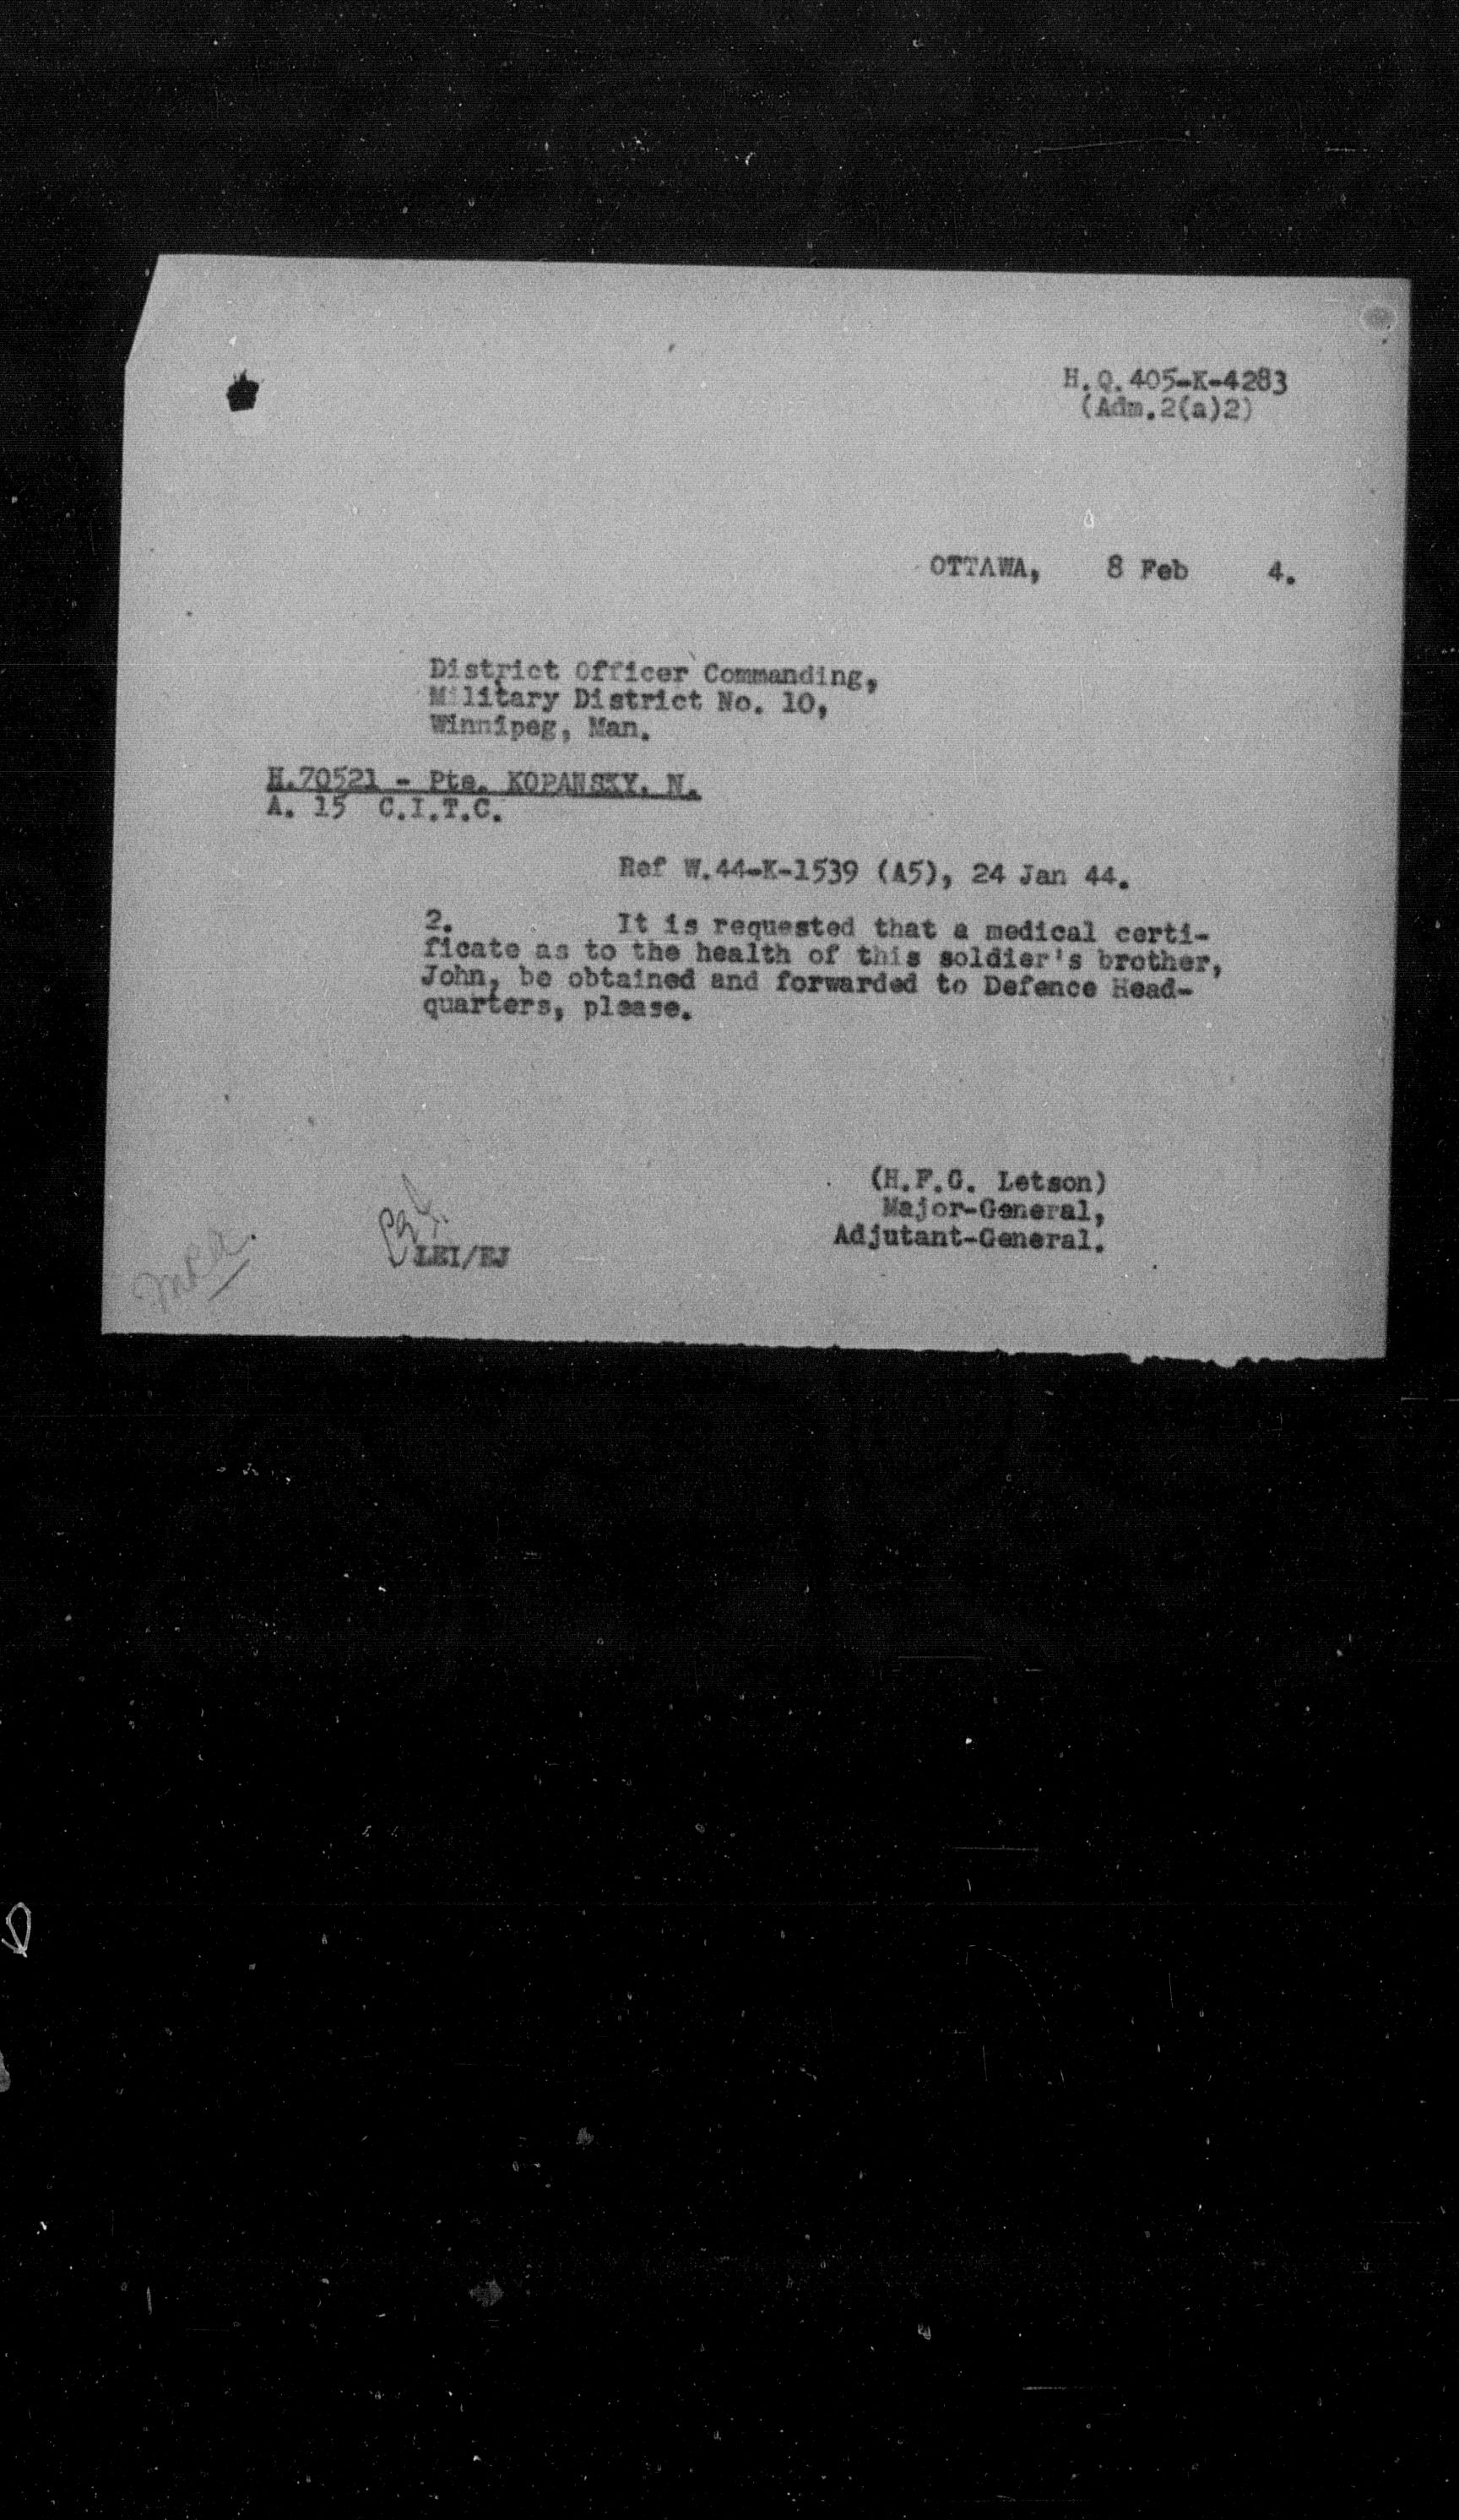 H.Q.405-K-4283
(Adm.2(a)2)
OTTAWA, 8 Feb 4.
District Officer Commanding,
Military District No. 10,
Winnipeg, Man.
H.70521 - Pte. KOPANSKY. N.
A. 15 C.I.T.C.
Ref W.44-K-1539 (A5), 24 Jan 44.
2. It is requested that a medical certi-
ficate as to the health of this soldier's brother,
John, be obtained and forwarded to Defence Head-
quarters, please.
(H.F.G. Letson)
Major-General,
Adjutant-General.
LEI/EJ